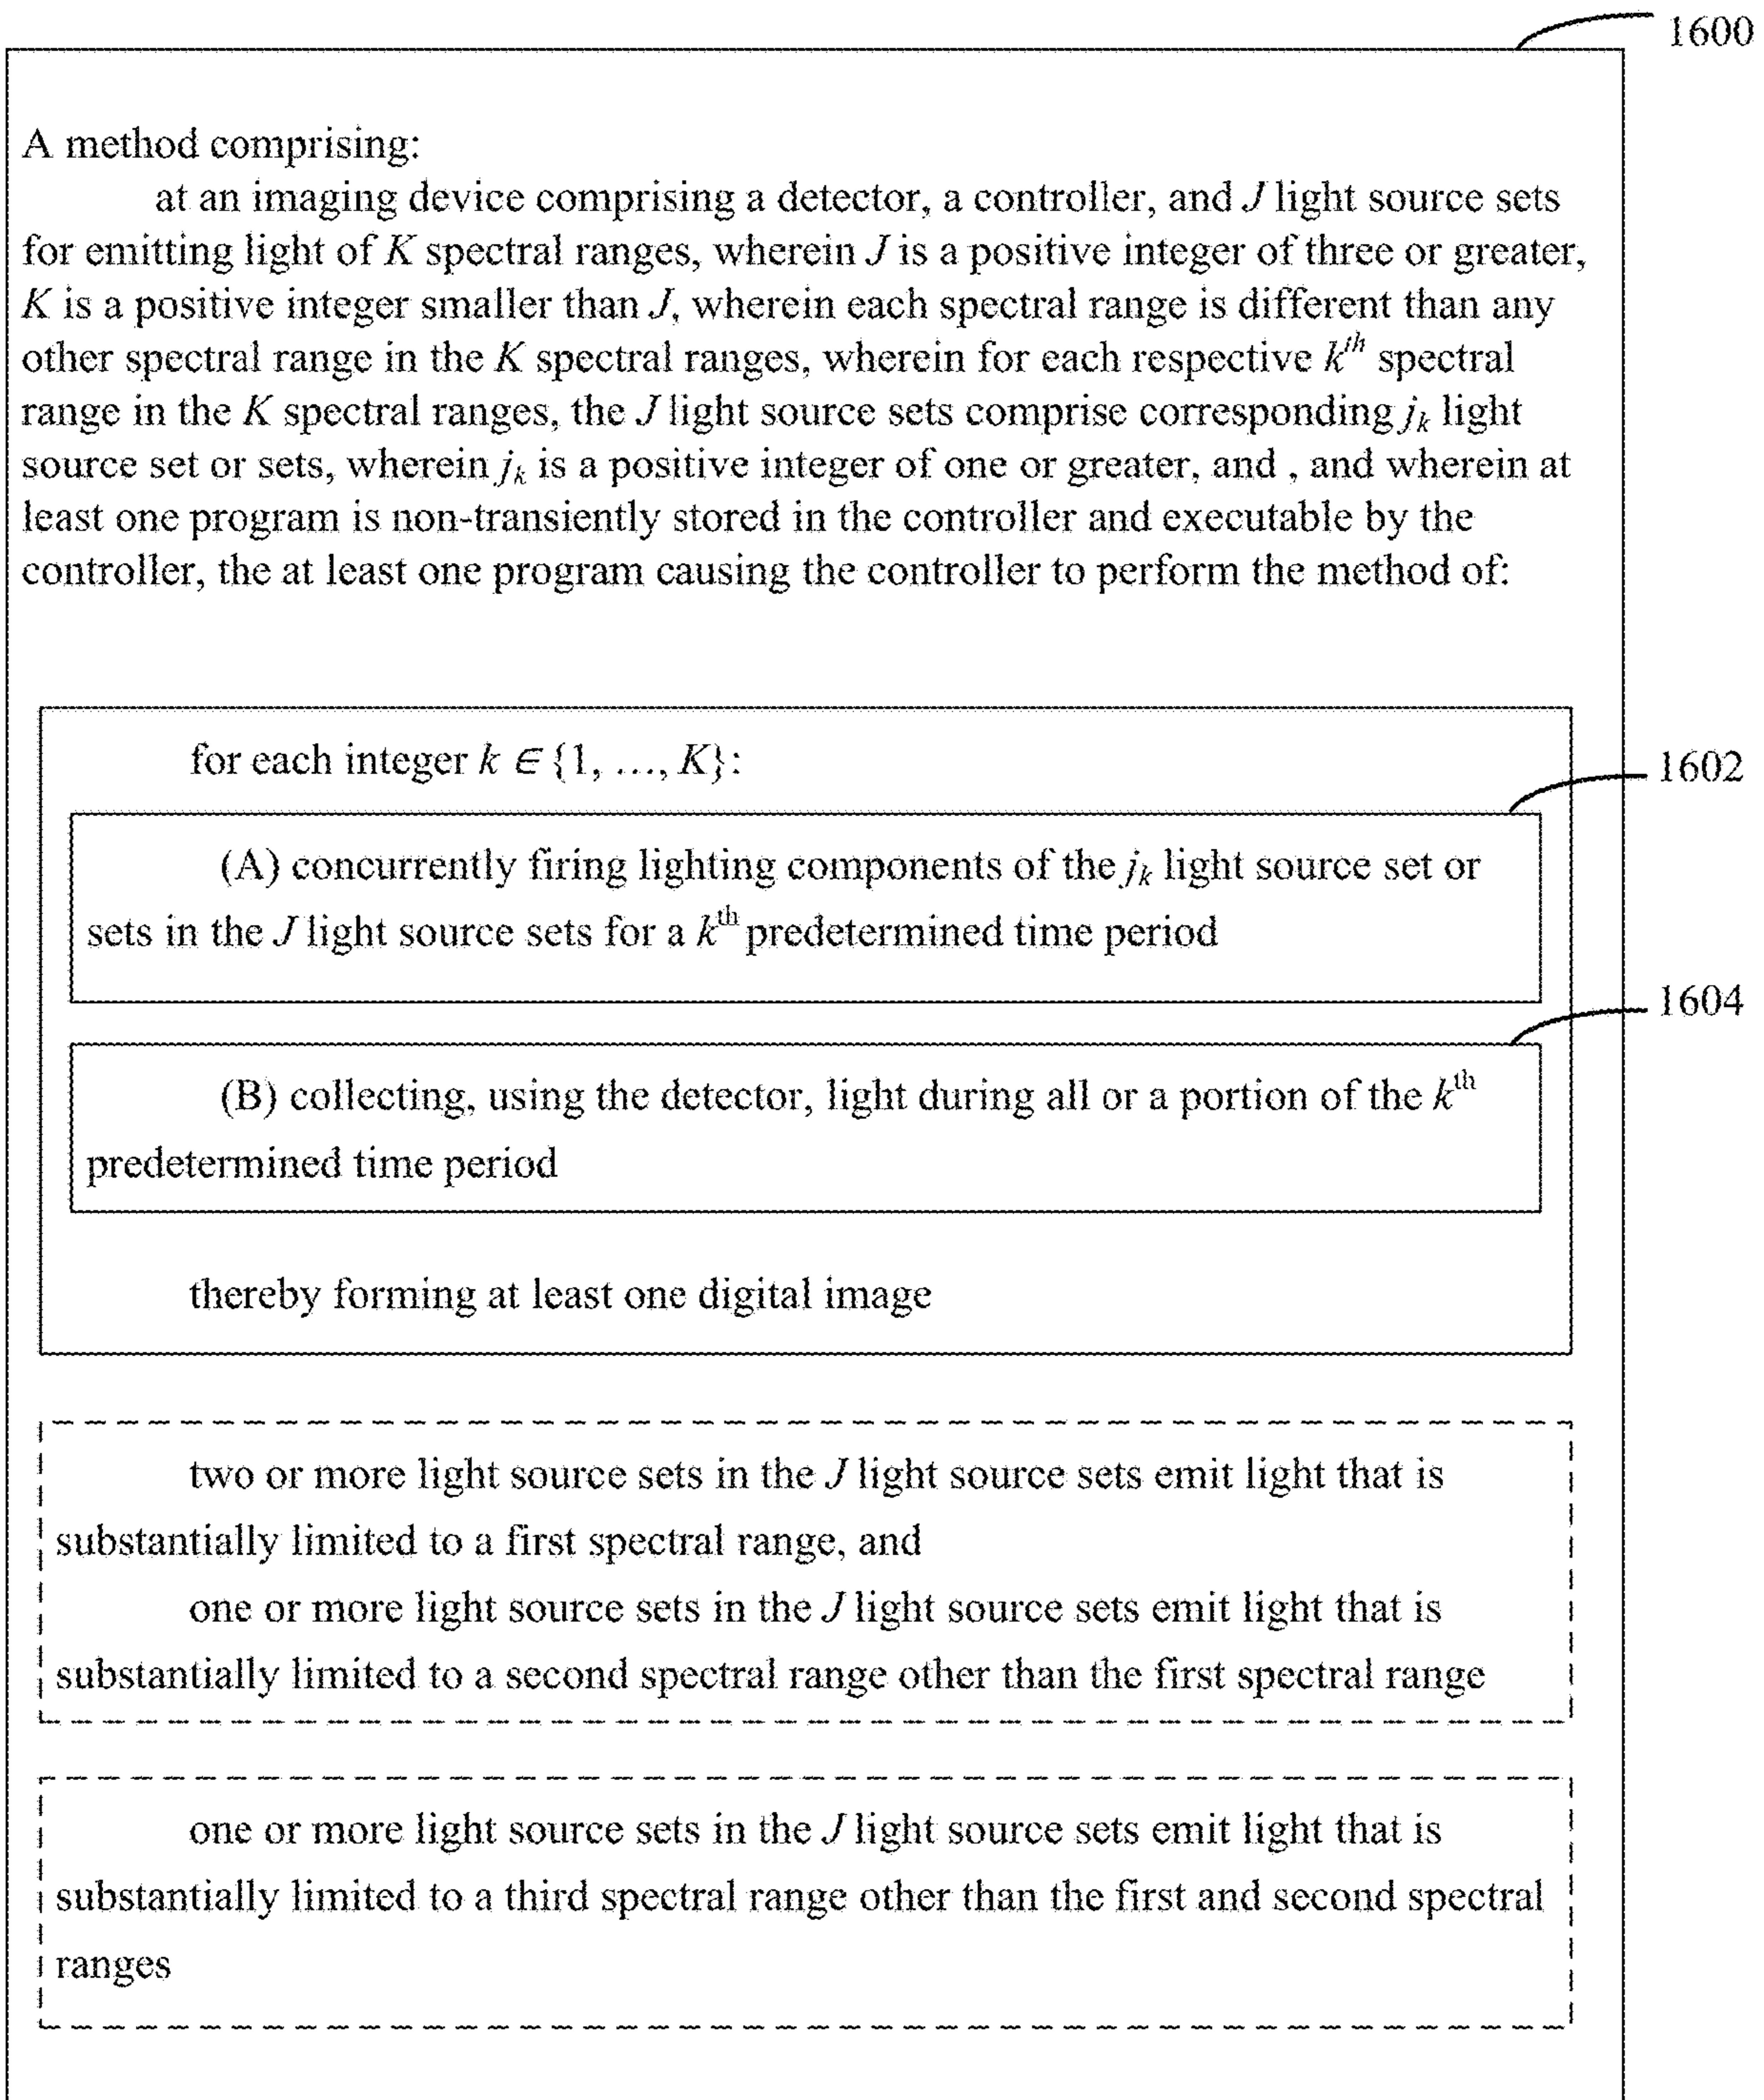 1600
A method comprising:
at an imaging device comprising a detector, a controller, and J light source sets
for emitting light of K spectral ranges, wherein J is a positive integer of three or greater,
K is a positive integer smaller than J, wherein each spectral range is different than any
other spectral range in the K spectral ranges, wherein for each respective kth spectral
range in the K spectral ranges, the J light source sets comprise corresponding jk light
source set or sets, wherein jk is a positive integer of one or greater, and , and wherein at
least one program is non-transiently stored in the controller and executable by the
controller, the at least one program causing the controller to perform the method of:
for each integer k ∈ {1, ..., K}:
1602
(A) concurrently firing lighting components of the jk light source set or
sets in the J light source sets for a kth predetermined time period
1604
(B) collecting, using the detector, light during all or a portion of the kth
predetermined time period
thereby forming at least one digital image
two or more light source sets in the J light source sets emit light that is
substantially limited to a first spectral range, and
one or more light source sets in the J light source sets emit light that is
substantially limited to a second spectral range other than the first spectral range
one or more light source sets in the J light source sets emit light that is
substantially limited to a third spectral range other than the first and second spectral
ranges